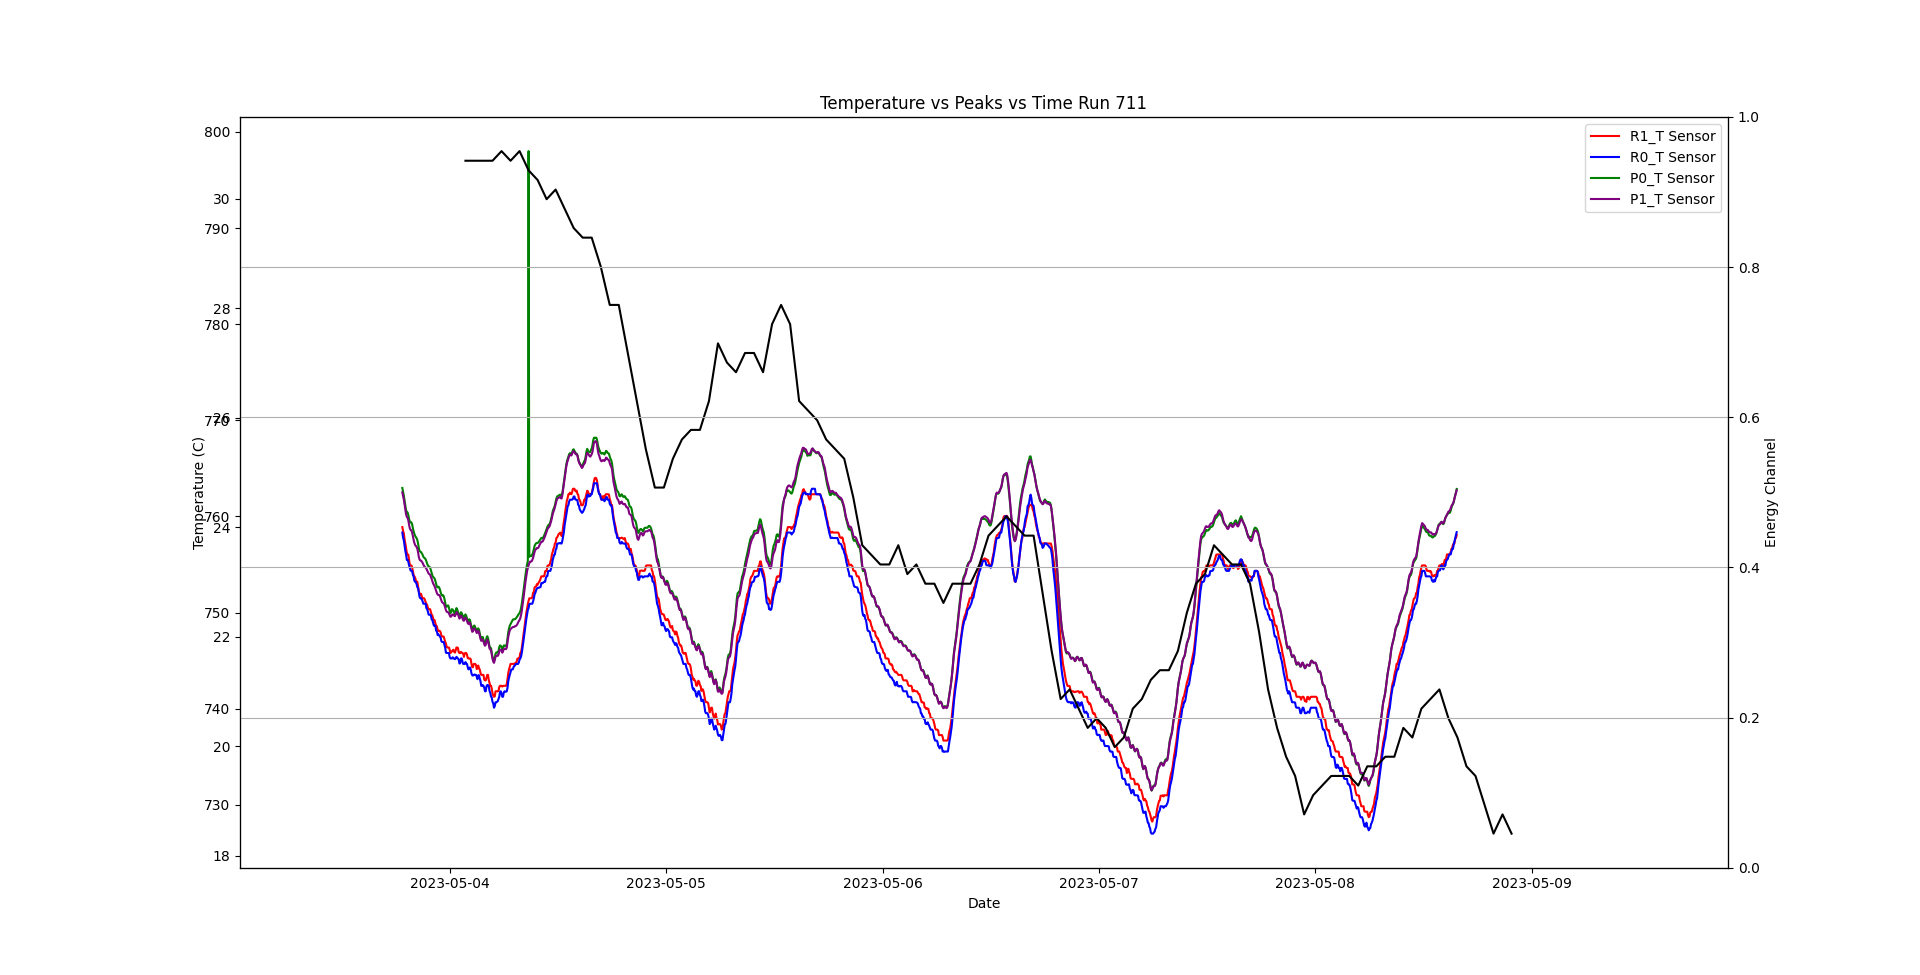 Temperature vs Peaks vs Time Run 711
800
30
790
28
780
26
770
760
24
750
22
740
20
730
18
Temperature (C)
1.0
0.8
0.6
0.4
0.2
0.0
Energy Channel
R1_T Sensor
R0_T Sensor
P0_T Sensor
P1_T Sensor
2023-05-04 2023-05-05 2023-05-06 2023-05-07 2023-05-08 2023-05-09
Date